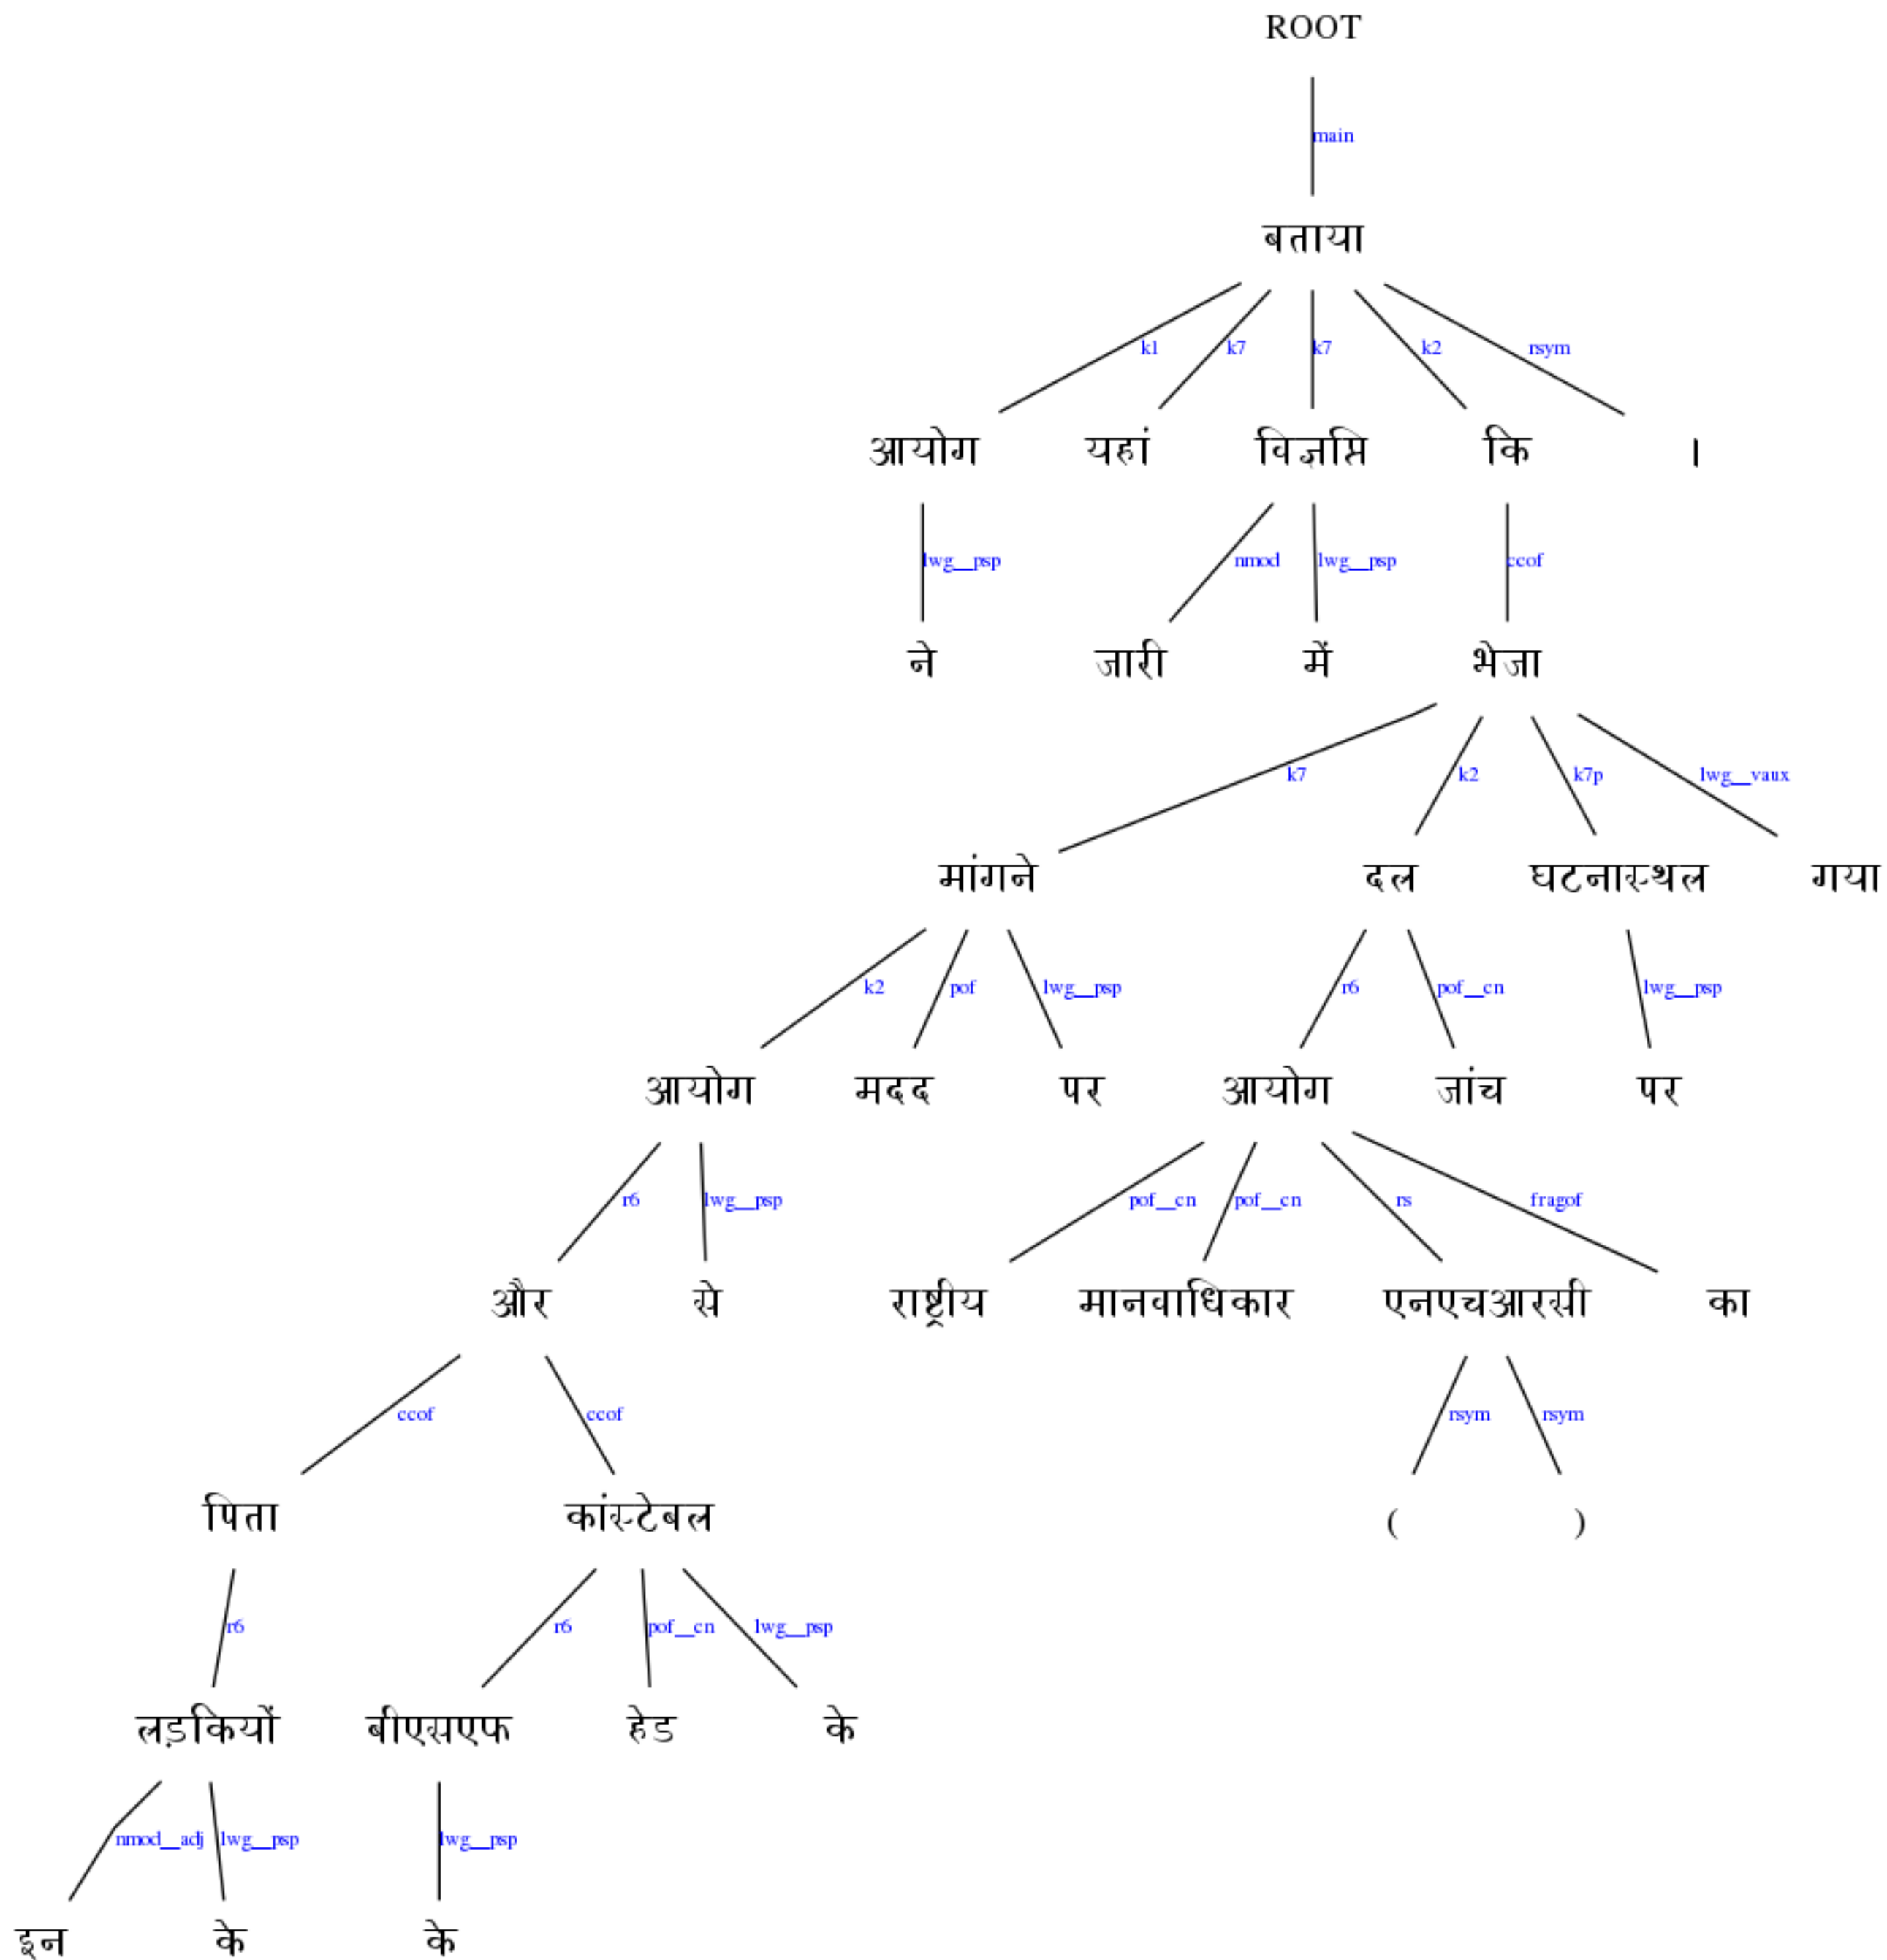 ROOT
main
बताया
k1 k7 k7 k2 rsym
आयोग यहां विज्ञप्ति कि ।
lwg__psp nmod lwg__psp ccof
ने जारी में भेजा
k7 k2 k7p lwg__vaux
मांगने दल घटनास्थल गया
k2 pof lwg__psp r6 pof__cn lwg__psp
आयोग मदद पर आयोग जांच पर
r6 lwg__psp pof__cn pof__cn rs fragof
और से राष्ट्रीय मानवाधिकार एनएचआरसी का
ccof ccof rsym rsym
पिता कांस्टेबल ( )
r6 r6 pof__cn lwg__psp
लड़कियों बीएसएफ हेड के
nmod__adj lwg__psp lwg__psp
इन के के